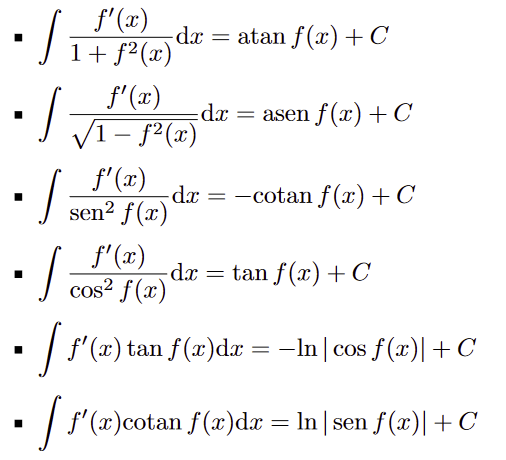 ▪ ∫ f′(x) / (1 + f²(x)) dx = atan f(x) + C
▪ ∫ f′(x) / √(1 − f²(x)) dx = asen f(x) + C
▪ ∫ f′(x) / sen² f(x) dx = −cotan f(x) + C
▪ ∫ f′(x) / cos² f(x) dx = tan f(x) + C
▪ ∫ f′(x) tan f(x)dx = −ln | cos f(x)| + C
▪ ∫ f′(x)cotan f(x)dx = ln | sen f(x)| + C